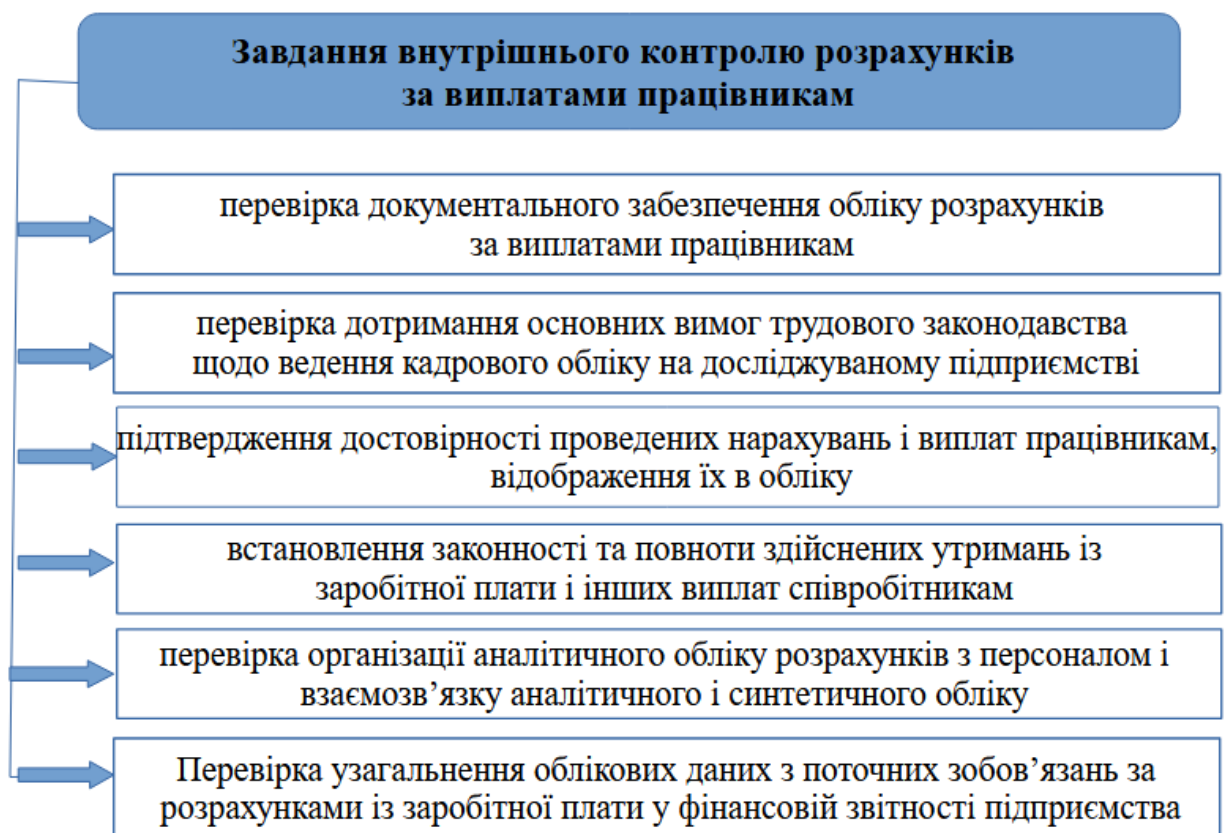 Завдання внутрішнього контролю розрахунків
за виплатами працівникам
перевірка документального забезпечення обліку розрахунків
за виплатами працівникам
перевірка дотримання основних вимог трудового законодавства
щодо ведення кадрового обліку на досліджуваному підприємстві
підтвердження достовірності проведених нарахувань і виплат працівникам,
відображення їх в обліку
встановлення законності та повноти здійснених утримань із
заробітної плати і інших виплат співробітникам
перевірка організації аналітичного обліку розрахунків з персоналом і
взаємозв’язку аналітичного і синтетичного обліку
Перевірка узагальнення облікових даних з поточних зобов’язань за
розрахунками із заробітної плати у фінансовій звітності підприємства